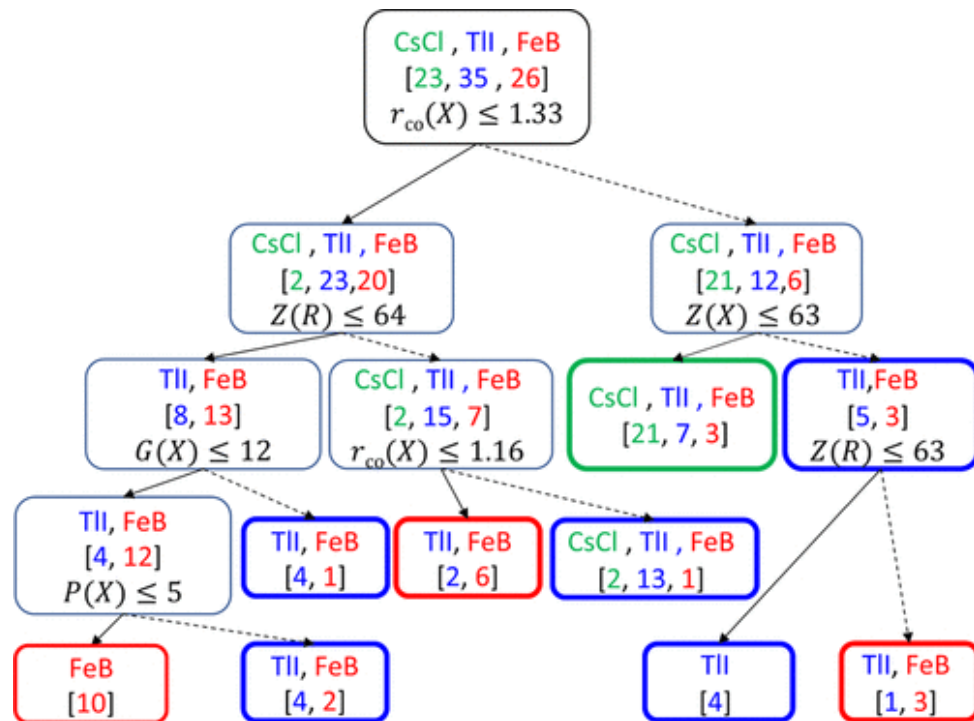 CsCl , TlI , FeB
[23, 35 , 26]
r_co(X) ≤ 1.33
CsCl , TlI , FeB
[2, 23,20]
Z(R) ≤ 64
CsCl , TlI , FeB
[21, 12,6]
Z(X) ≤ 63
TlI, FeB
[8, 13]
G(X) ≤ 12
CsCl , TlI , FeB
[2, 15, 7]
r_co(X) ≤ 1.16
CsCl , TlI , FeB
[21, 7, 3]
TlI,FeB
[5, 3]
Z(R) ≤ 63
TlI, FeB
[4, 12]
P(X) ≤ 5
TlI, FeB
[4, 1]
TlI, FeB
[2, 6]
CsCl , TlI , FeB
[2, 13, 1]
FeB
[10]
TlI, FeB
[4, 2]
TlI
[4]
TlI, FeB
[1, 3]